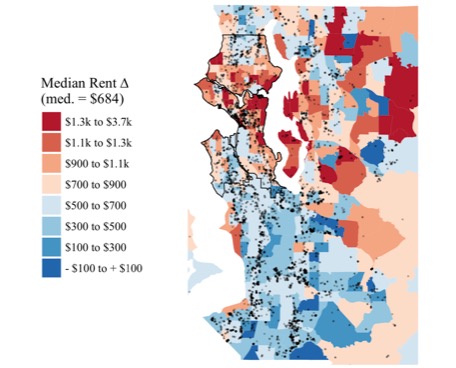 Median Rent Δ
(med. = $684)
$1.3k to $3.7k
$1.1k to $1.3k
$900 to $1.1k
$700 to $900
$500 to $700
$300 to $500
$100 to $300
- $100 to + $100